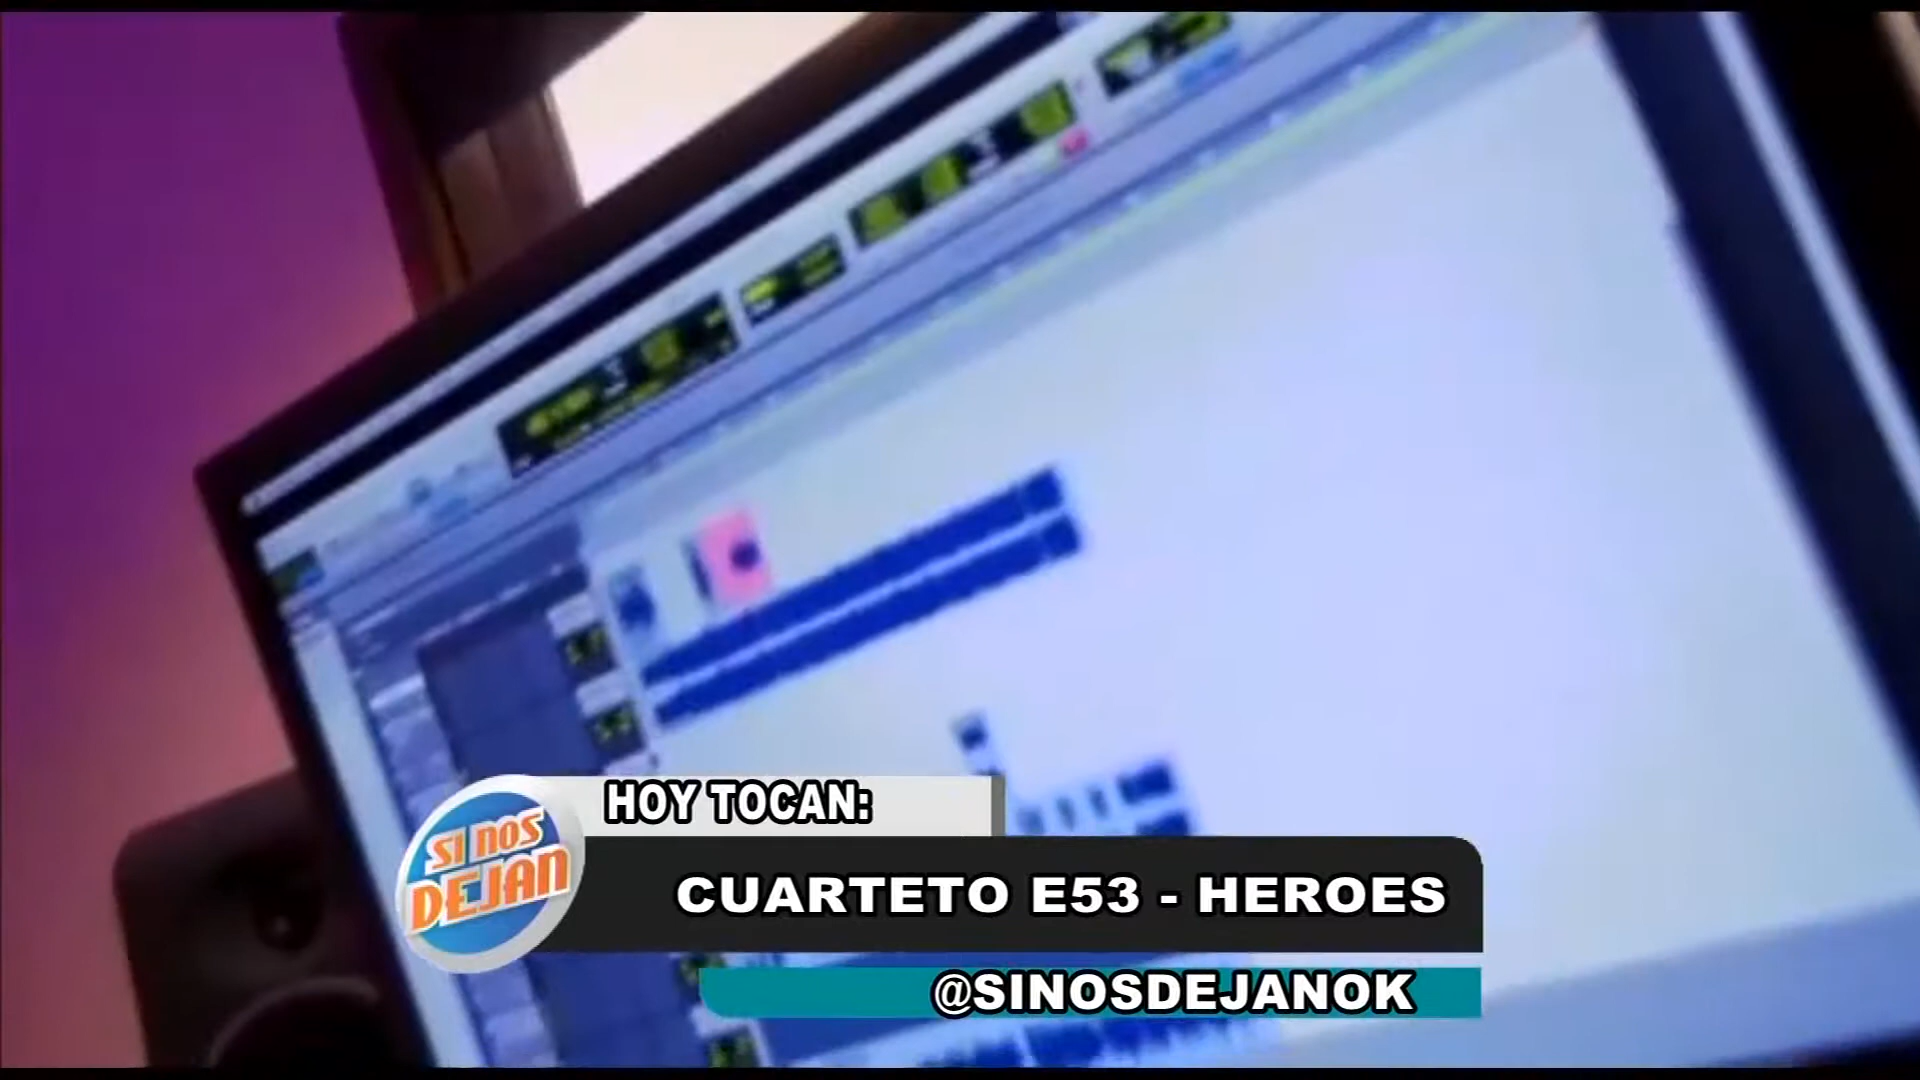 HOY TOCAN:
SI NOS
DEJAN
CUARTETO E53 - HEROES
@SINOSDEJANOK